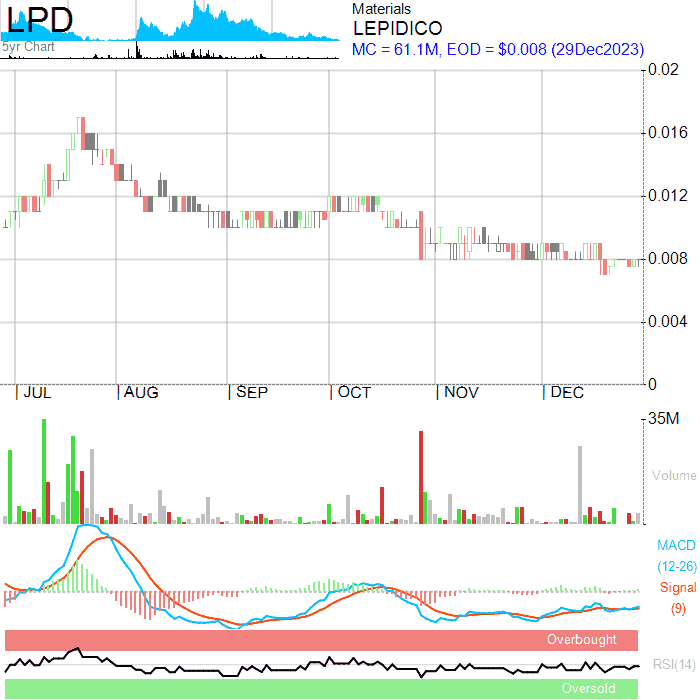 LPD
5yr Chart
Materials
LEPIDICO
MC = 61.1M, EOD = $0.008 (29Dec2023)
0.02
0.016
0.012
0.008
0.004
0
JUL AUG SEP OCT NOV DEC
35M
Volume
MACD
(12-26)
Signal
(9)
Overbought
RSI(14)
Oversold